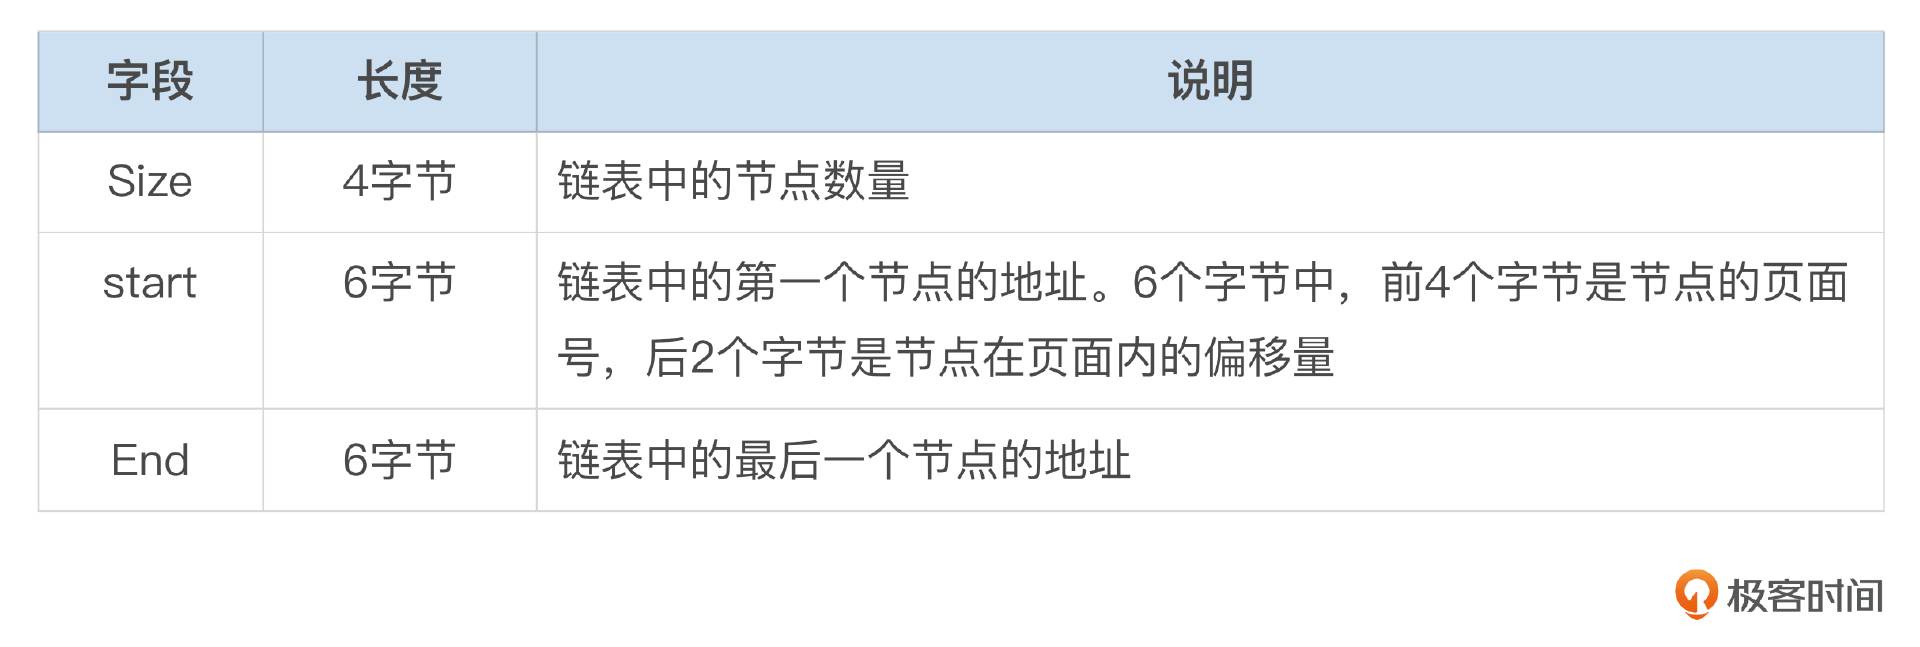 字段 长度 说明
Size 4字节 链表中的节点数量
start 6字节 链表中的第一个节点的地址。6个字节中，前4个字节是节点的页面
号，后2个字节是节点在页面内的偏移量
End 6字节 链表中的最后一个节点的地址
极客时间